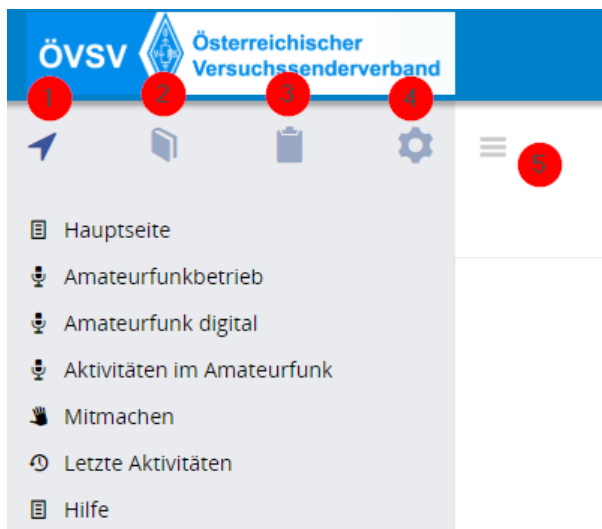 ÖVSV
Österreichischer
Versuchssenderverband
1
2
3
4
5
Hauptseite
Amateurfunkbetrieb
Amateurfunk digital
Aktivitäten im Amateurfunk
Mitmachen
Letzte Aktivitäten
Hilfe